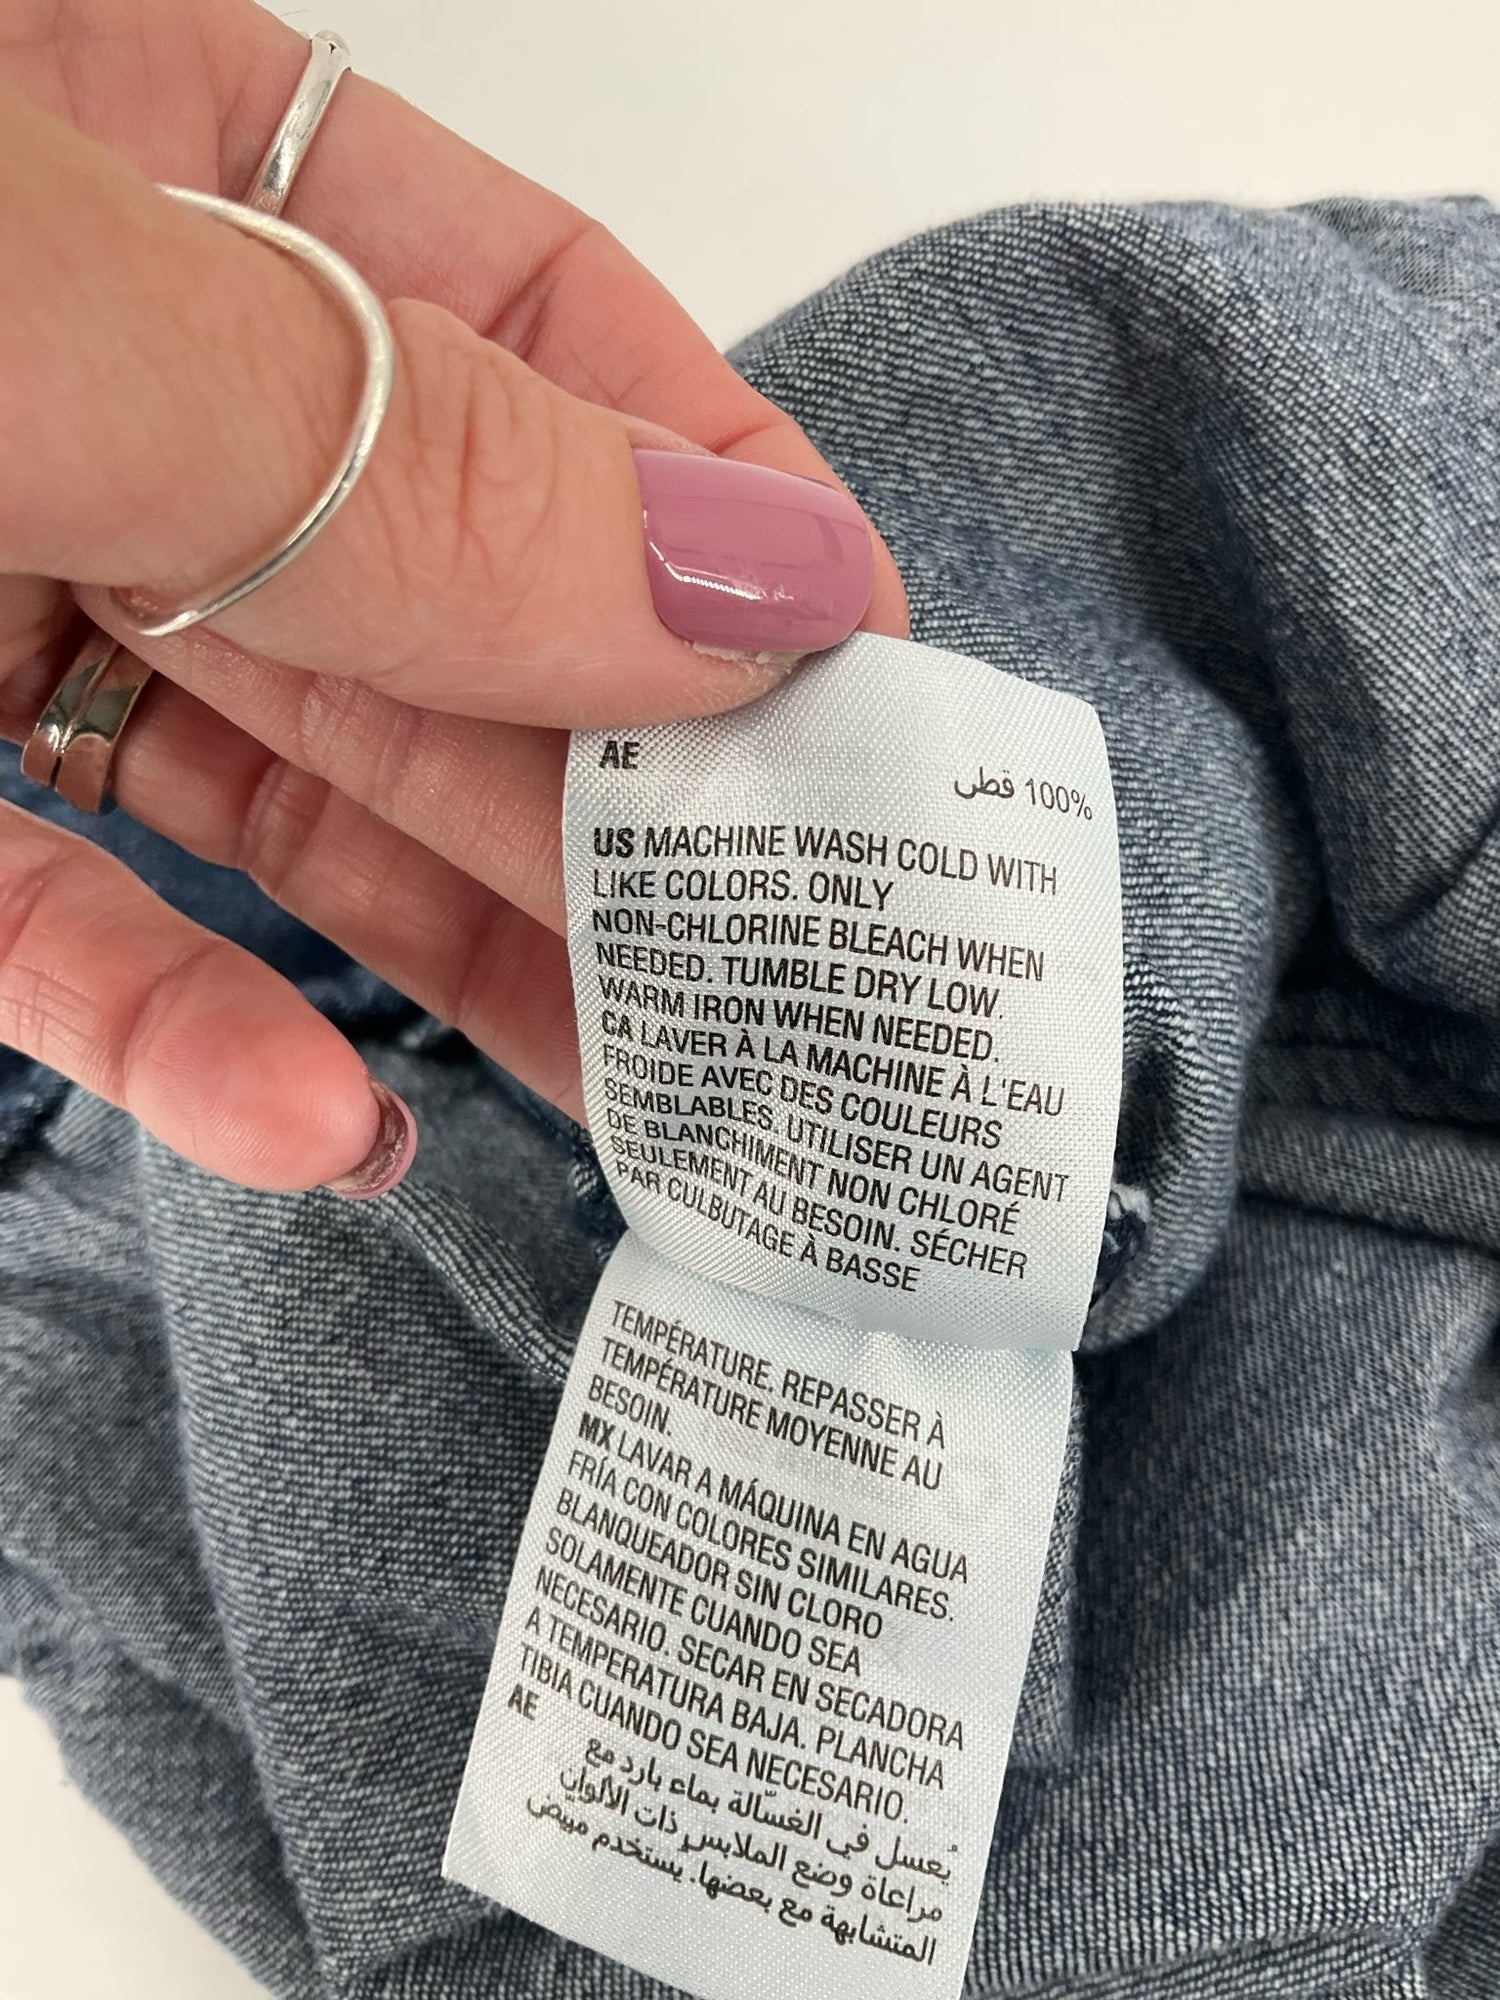 AE
100% قطن
US MACHINE WASH COLD WITH
LIKE COLORS. ONLY
NON-CHLORINE BLEACH WHEN
NEEDED. TUMBLE DRY LOW.
WARM IRON WHEN NEEDED.
CA LAVER À LA MACHINE À L'EAU
FROIDE AVEC DES COULEURS
SEMBLABLES. UTILISER UN AGENT
DE BLANCHIMENT NON CHLORÉ
SEULEMENT AU BESOIN. SÉCHER
PAR CULBUTAGE À BASSE
TEMPÉRATURE. REPASSER À
TEMPÉRATURE MOYENNE AU
BESOIN.
MX LAVAR A MÁQUINA EN AGUA
FRÍA CON COLORES SIMILARES.
BLANQUEADOR SIN CLORO
SOLAMENTE CUANDO SEA
NECESARIO. SECAR EN SECADORA
A TEMPERATURA BAJA. PLANCHA
TIBIA CUANDO SEA NECESARIO.
AE
يُغسل في الغسّالة بماء بارد مع
مراعاة وضع الملابس ذات الألوان
المتشابهة مع بعضها. يستخدم مبيض